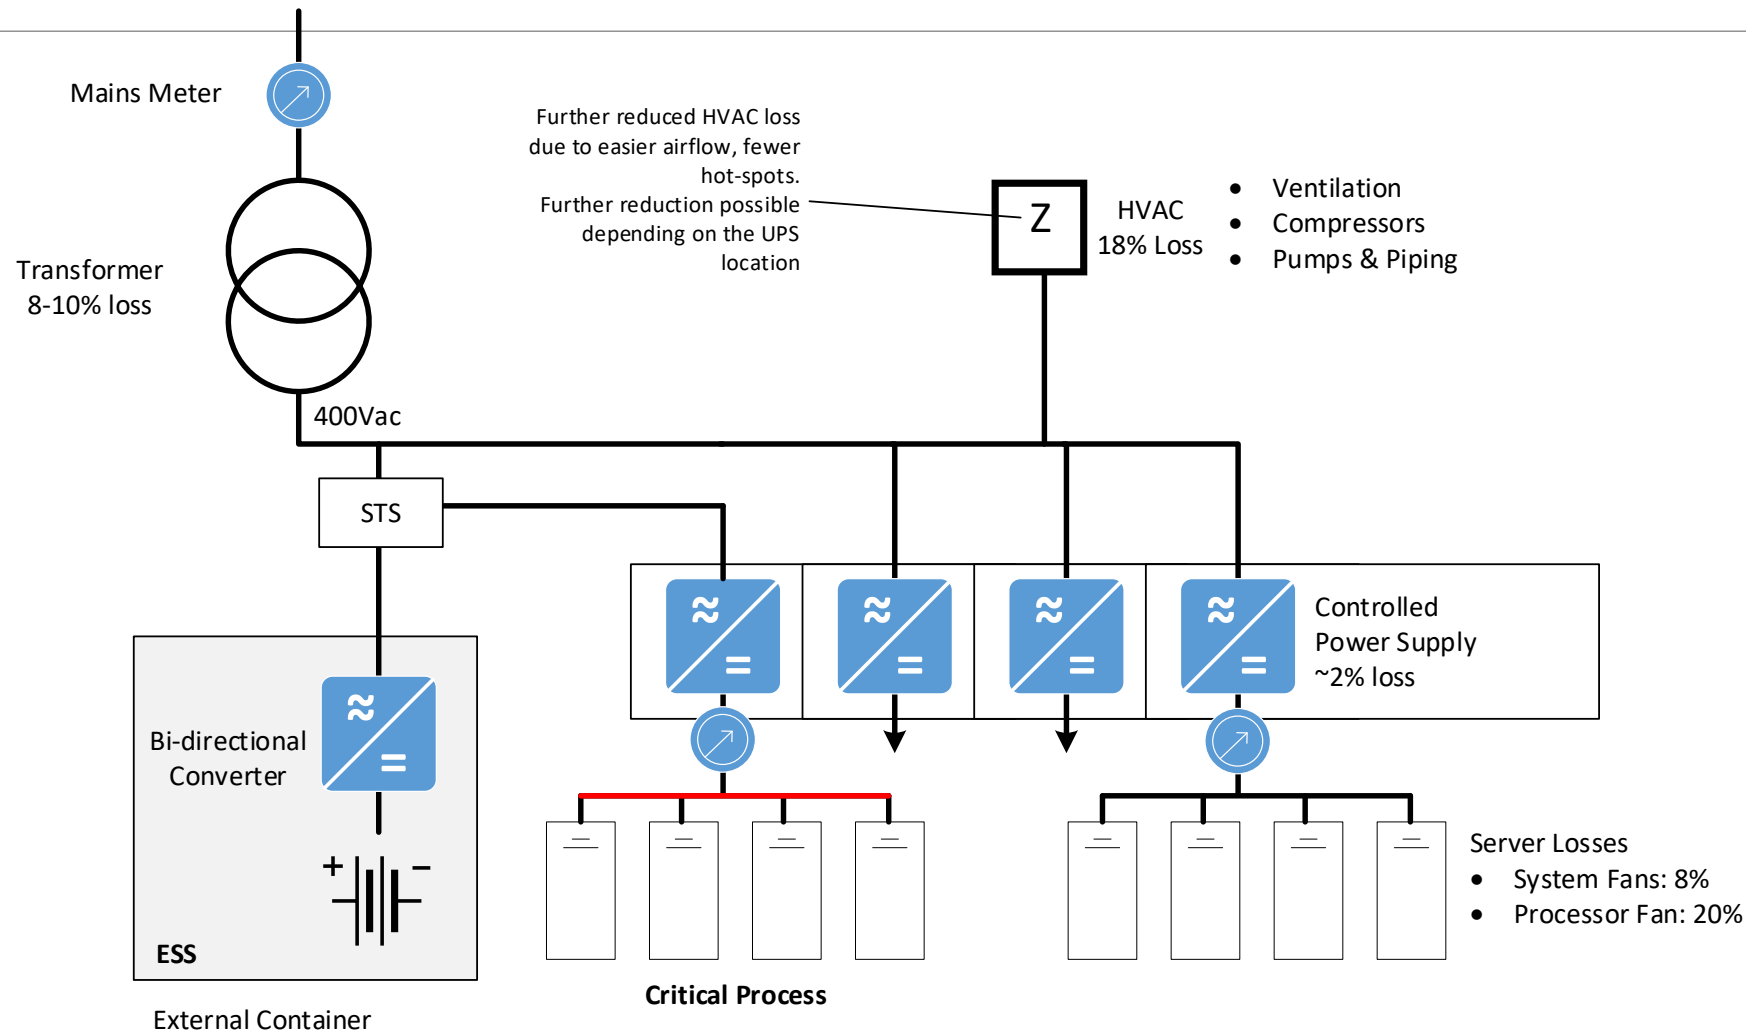 Mains Meter
Further reduced HVAC loss
due to easier airflow, fewer
hot-spots.
Further reduction possible
depending on the UPS
location
Z
HVAC
18% Loss
• Ventilation
• Compressors
• Pumps & Piping
Transformer
8-10% loss
400Vac
STS
Controlled
Power Supply
~2% loss
Bi-directional
Converter
+ −
ESS
External Container
Critical Process
Server Losses
• System Fans: 8%
• Processor Fan: 20%